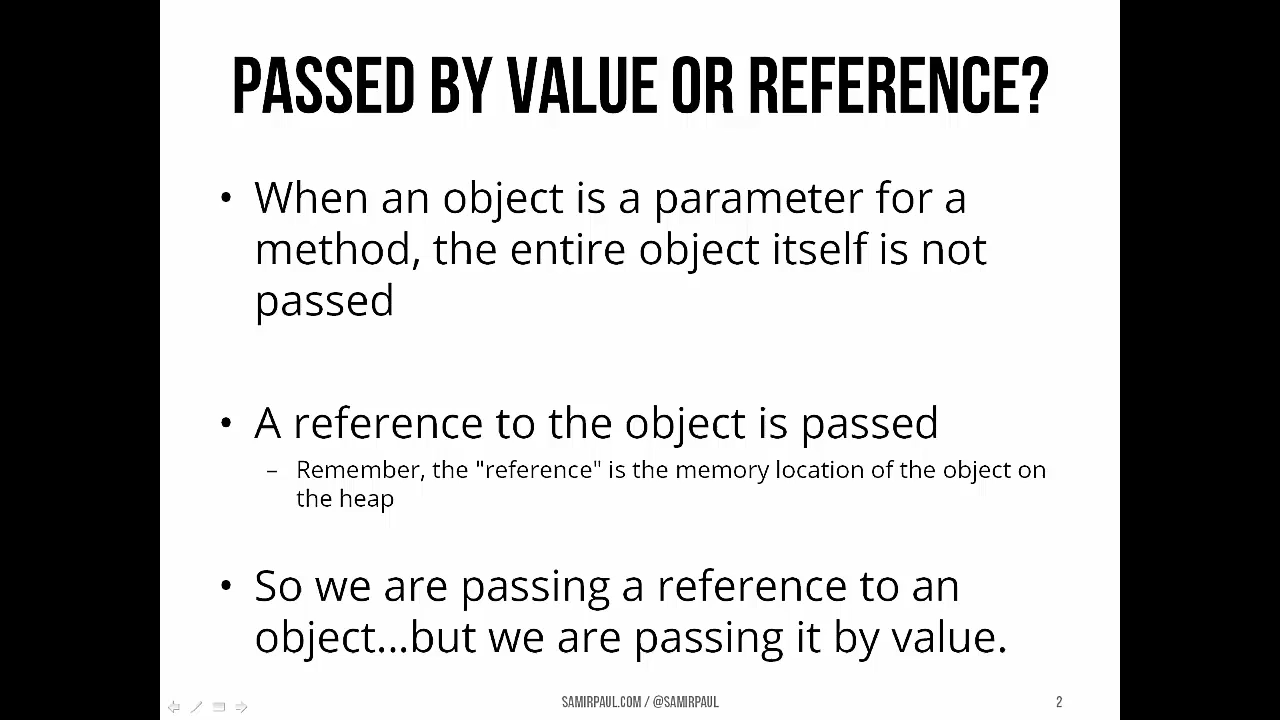 PASSED BY VALUE OR REFERENCE?
• When an object is a parameter for a
method, the entire object itself is not
passed
• A reference to the object is passed
– Remember, the "reference" is the memory location of the object on
the heap
• So we are passing a reference to an
object...but we are passing it by value.
SAMIRPAUL.COM / @SAMIRPAUL
2